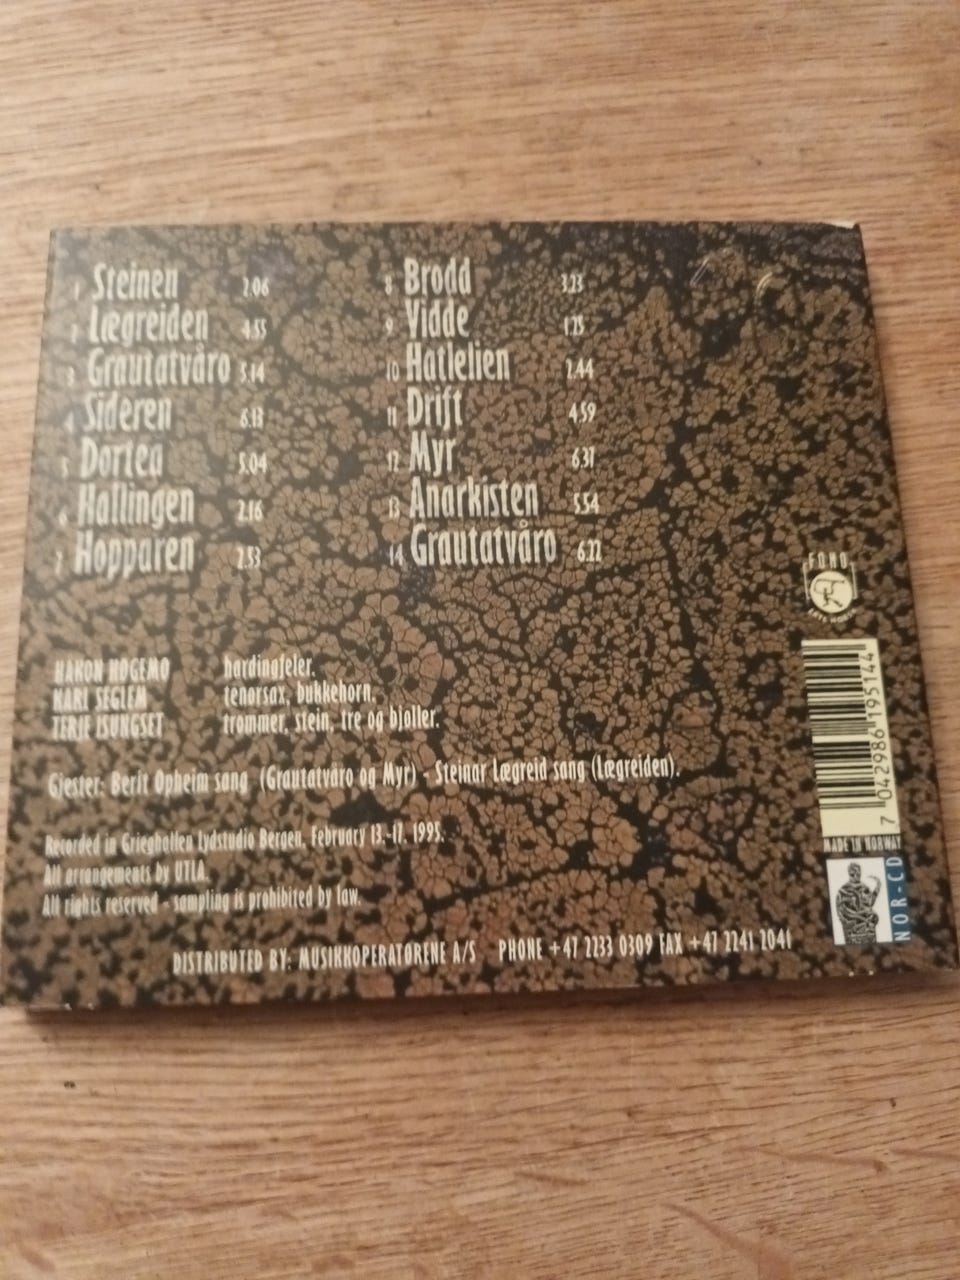 1 Steinen 2.06
2 Lægreiden 4.55
3 Grautatvåro 3.14
4 Sideren 6.13
5 Dortea 5.04
6 Hallingen 2.16
7 Hopparen 2.53
8 Brodd 3.23
9 Vidde 1.25
10 Hatlelien 2.44
11 Drift 4.59
12 Myr 6.37
13 Anarkisten 5.54
14 Grautatvåro 6.22
HÅKON HØGEMO hardingfeler.
KARL SEGLEM tenorsax, bukkehorn,
TERJE ISUNGSET trommer, stein, tre og bjøller.
Gjester: Berit Opheim sang (Grautatvåro og Myr) - Steinar Lægreid sang (Lægreiden).
Recorded in Grieghallen Lydstudio Bergen, February 13.-17. 1995.
All arrangements by UTLA.
All rights reserved - sampling is prohibited by law.
DISTRIBUTED BY: MUSIKKOPERATØRENE A/S PHONE +47 2233 0309 FAX +47 2241 2041
FONO
7 042986 195144
MADE IN NORWAY
NOR-CD